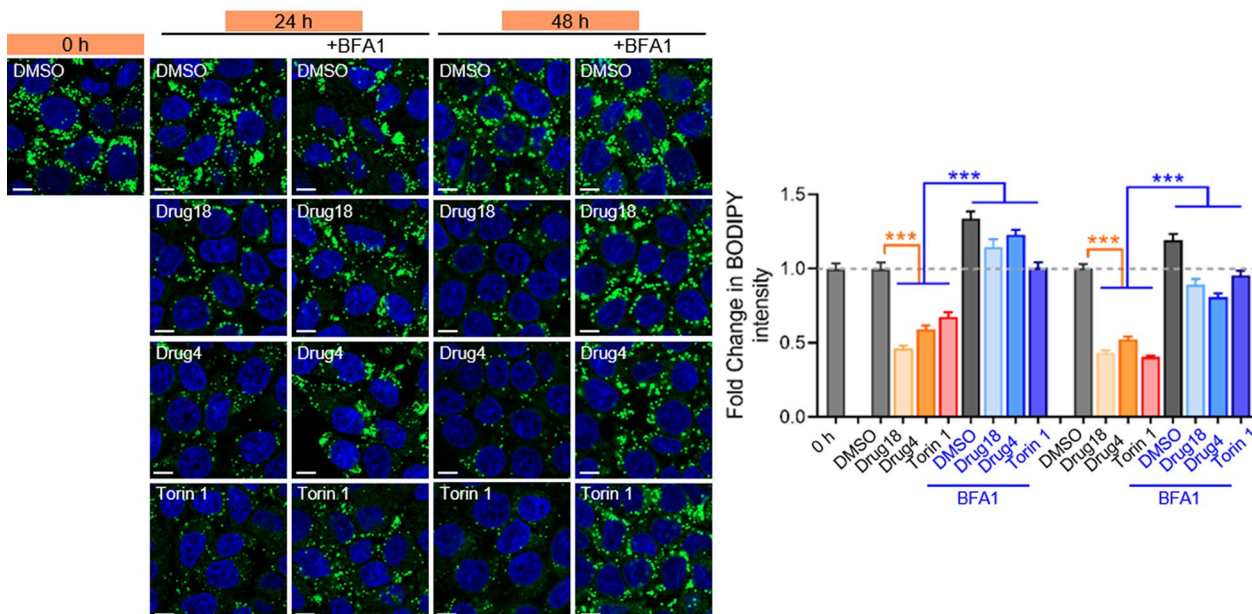 24 h
48 h
0 h
+BFA1
+BFA1
DMSO
DMSO
DMSO
DMSO
DMSO
Drug18
Drug18
Drug18
Drug18
Drug4
Drug4
Drug4
Drug4
Torin 1
Torin 1
Torin 1
Torin 1
Fold Change in BODIPY
intensity
1.5
1.0
0.5
0.0
***
***
***
***
0 h
DMSO
Drug18
Drug4
Torin 1
DMSO
Drug18
Drug4
Torin 1
DMSO
Drug18
Drug4
Torin 1
DMSO
Drug18
Drug4
Torin 1
BFA1
BFA1